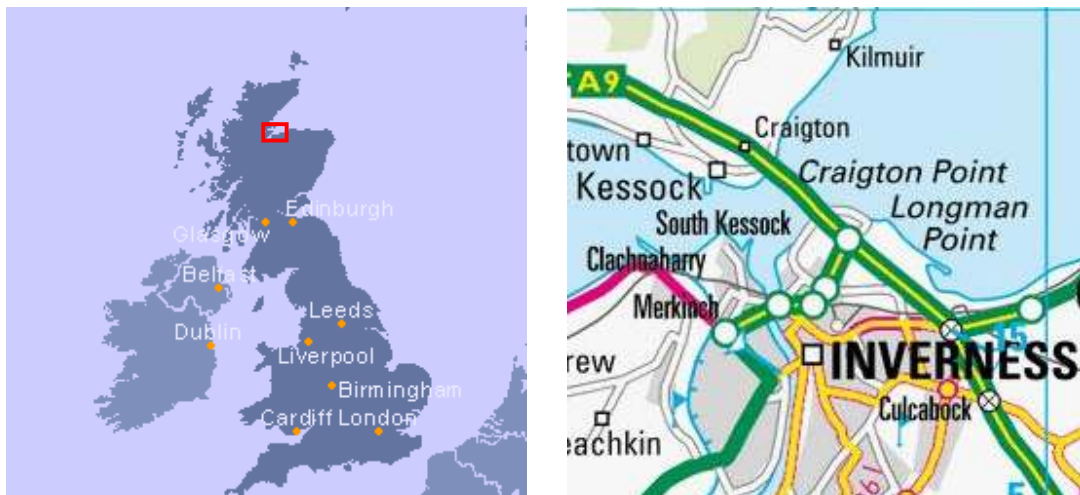 Edinburgh
Glasgow
Belfast
Leeds
Dublin
Liverpool
Birmingham
Cardiff London
Kilmuir
A9
Craigton
town
Kessock
Craigton Point
Longman
Point
South Kessock
Clachnaharry
Merkinch
INVERNESS
rew
Culcabock
eachkin